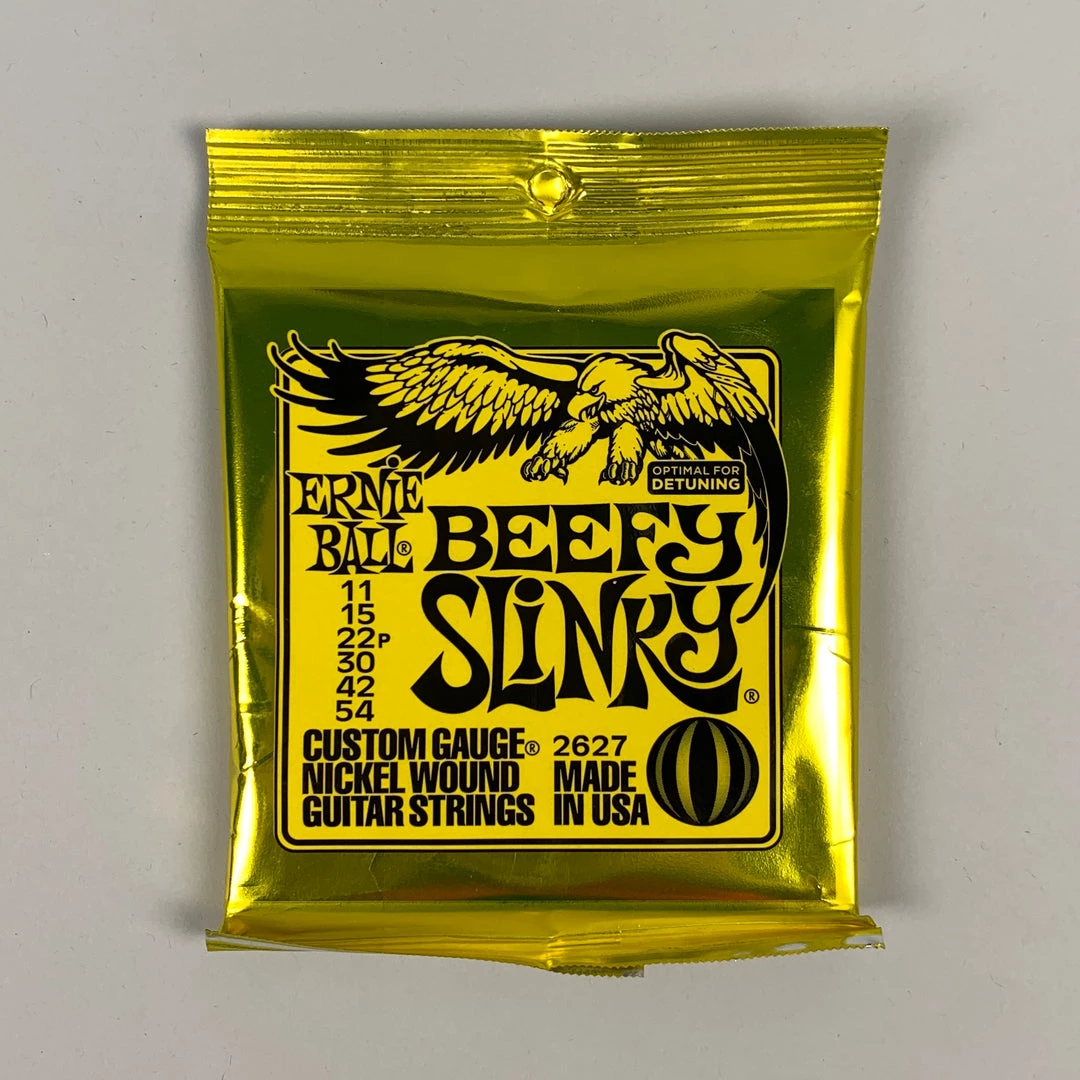 OPTIMAL FOR
DETUNING
ERNiE
BALL®
BEEFY
SLiNKY®
11
15
22P
30
42
54
CUSTOM GAUGE®
NICKEL WOUND
GUITAR STRINGS
2627
MADE
IN USA